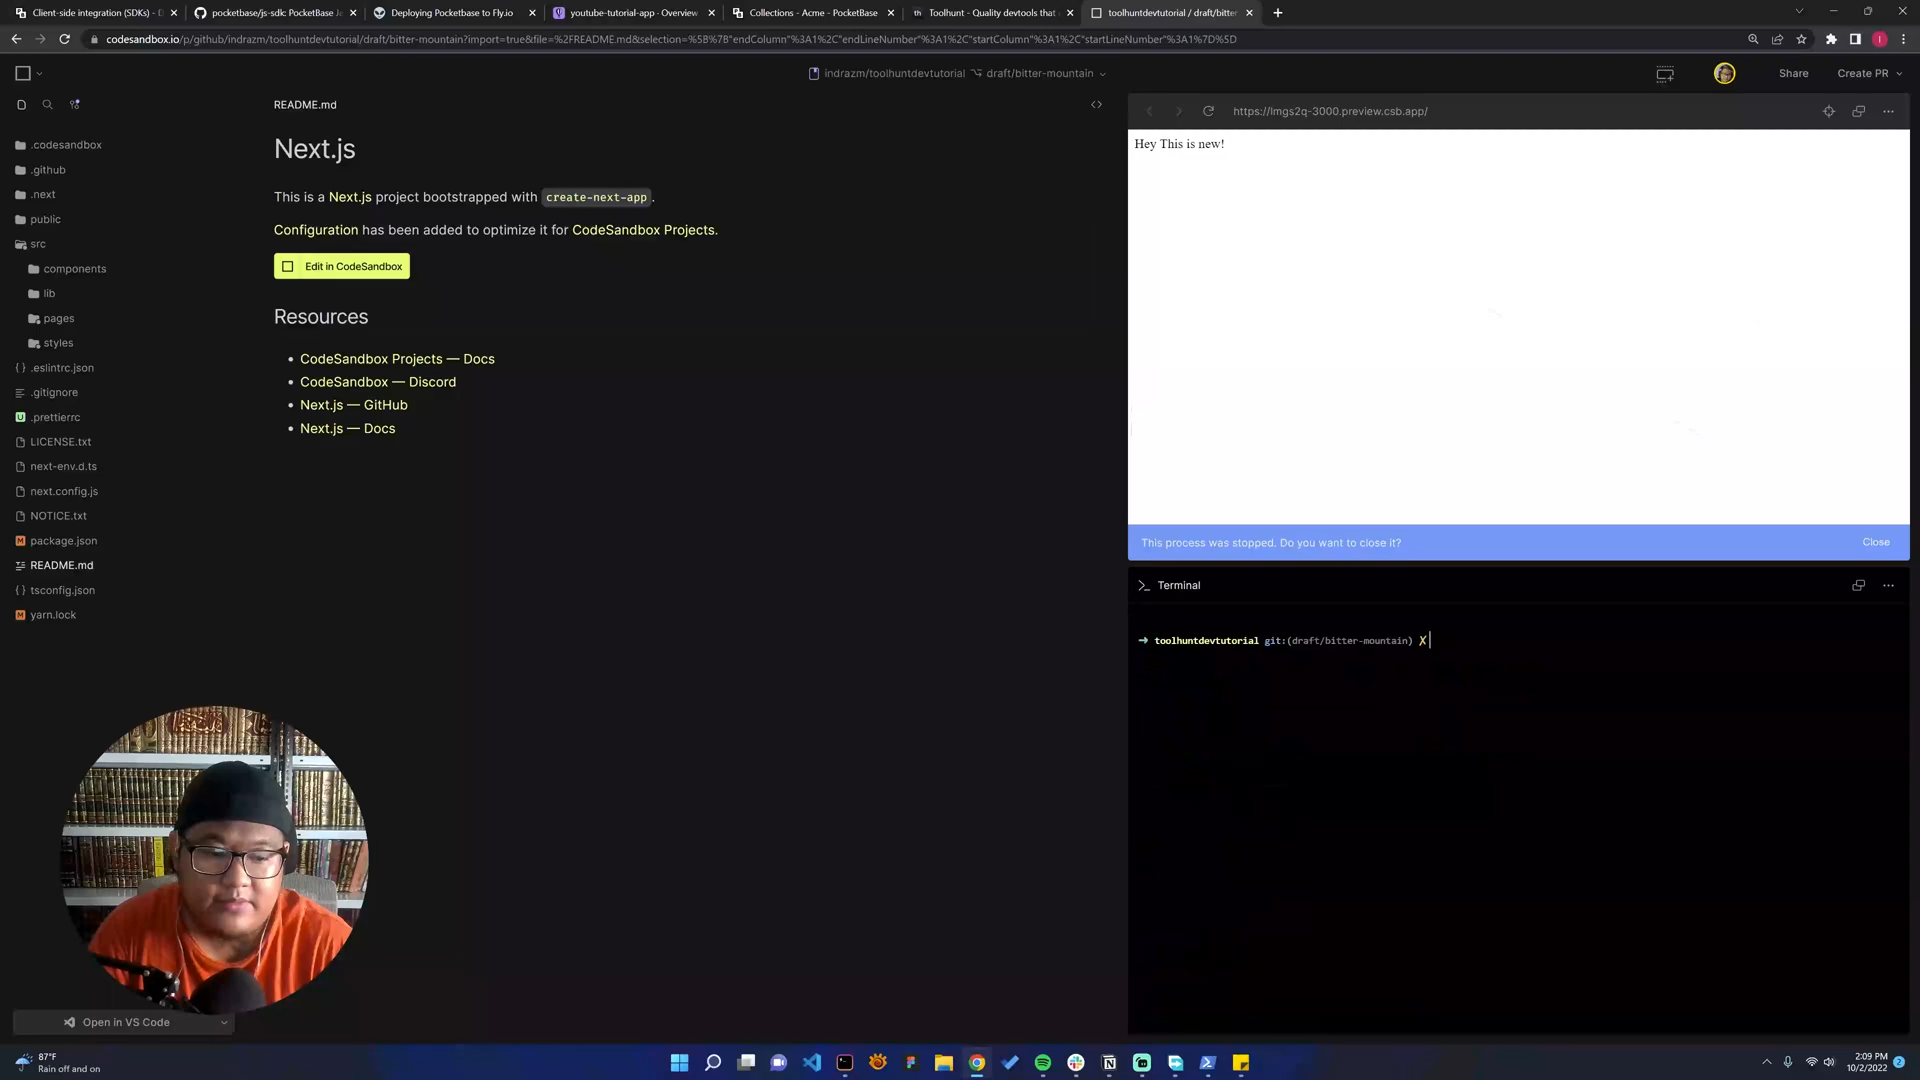 Client-side integration (SDKs) - D
pocketbase/js-sdk: PocketBase Je
Deploying Pocketbase to Fly.io
youtube-tutorial-app · Overview
Collections - Acme - PocketBase
Toolhunt - Quality devtools that
toolhuntdevtutorial / draft/bitter
codesandbox.io/p/github/indrazm/toolhuntdevtutorial/draft/bitter-mountain?import=true&file=%2FREADME.md&selection=%5B%7B"endColumn"%3A1%2C"endLineNumber"%3A1%2C"startColumn"%3A1%2C"startLineNumber"%3A1%7D%5D
indrazm/toolhuntdevtutorial draft/bitter-mountain
Share
Create PR
.codesandbox
.github
.next
public
src
components
lib
pages
styles
.eslintrc.json
.gitignore
.prettierrc
LICENSE.txt
next-env.d.ts
next.config.js
NOTICE.txt
package.json
README.md
tsconfig.json
yarn.lock
Open in VS Code
README.md
Next.js
This is a Next.js project bootstrapped with create-next-app.
Configuration has been added to optimize it for CodeSandbox Projects.
Edit in CodeSandbox
Resources
• CodeSandbox Projects — Docs
• CodeSandbox — Discord
• Next.js — GitHub
• Next.js — Docs
https://lmgs2q-3000.preview.csb.app/
Hey This is new!
This process was stopped. Do you want to close it?
Close
Terminal
➜ toolhuntdevtutorial git:(draft/bitter-mountain) ✗
87°F
Rain off and on
2:09 PM
10/2/2022
2